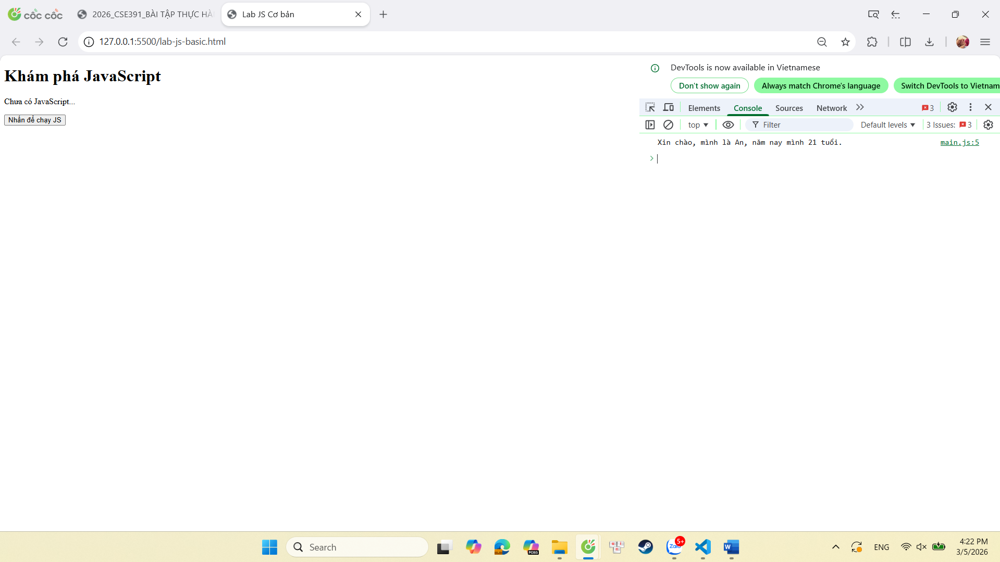 cốc cốc
2026_CSE391_BÀI TẬP THỰC HÀ
Lab JS Cơ bản
127.0.0.1:5500/lab-js-basic.html
Khám phá JavaScript
Chưa có JavaScript...
Nhấn để chạy JS
DevTools is now available in Vietnamese
Don't show again
Always match Chrome's language
Switch DevTools to Vietnam
Elements
Console
Sources
Network
3
top
Filter
Default levels
3 Issues:
3
Xin chào, mình là An, năm nay mình 21 tuổi.
main.js:5
Search
M365
u i
n
Zalo
5+
W
ENG
4:22 PM
3/5/2026